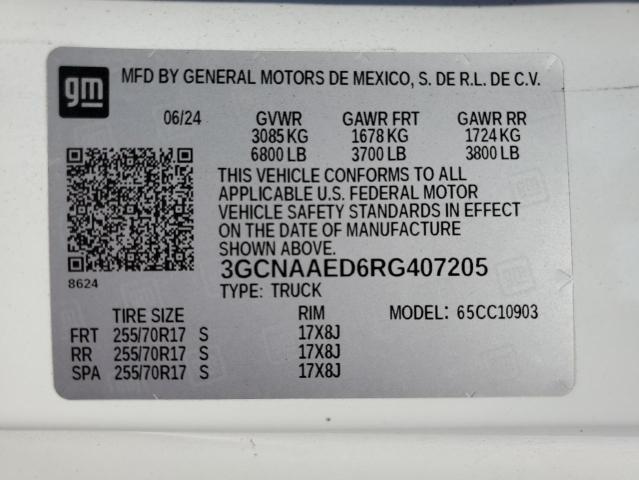 gm MFD BY GENERAL MOTORS DE MEXICO, S. DE R.L. DE C.V.
06/24 GVWR GAWR FRT GAWR RR
3085 KG 1678 KG 1724 KG
6800 LB 3700 LB 3800 LB
THIS VEHICLE CONFORMS TO ALL
APPLICABLE U.S. FEDERAL MOTOR
VEHICLE SAFETY STANDARDS IN EFFECT
ON THE DATE OF MANUFACTURE
SHOWN ABOVE.
8624
3GCNAAED6RG407205
TYPE: TRUCK
TIRE SIZE RIM MODEL: 65CC10903
FRT 255/70R17 S 17X8J
RR 255/70R17 S 17X8J
SPA 255/70R17 S 17X8J